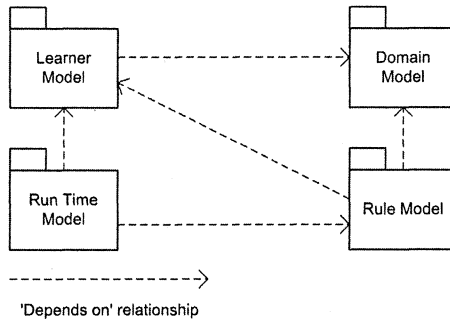 Learner
Model
Domain
Model
Run Time
Model
Rule Model
'Depends on' relationship